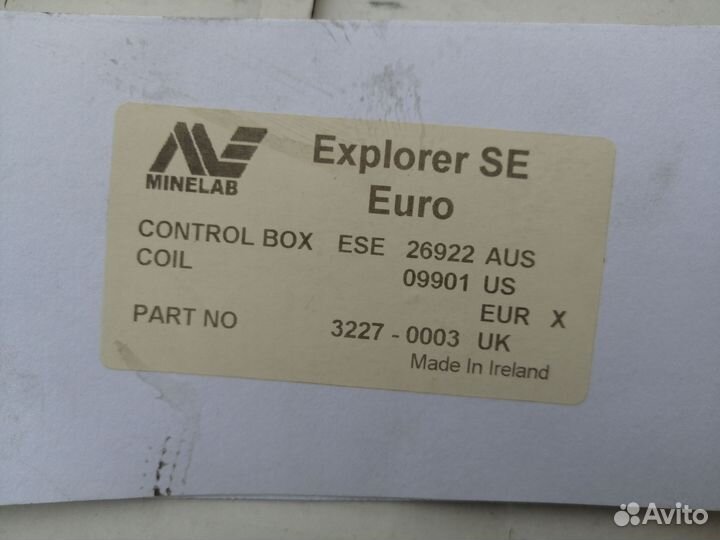 MINELAB
Explorer SE
Euro
CONTROL BOX ESE 26922 AUS
COIL 09901 US
EUR X
PART NO 3227 - 0003 UK
Made In Ireland
Avito